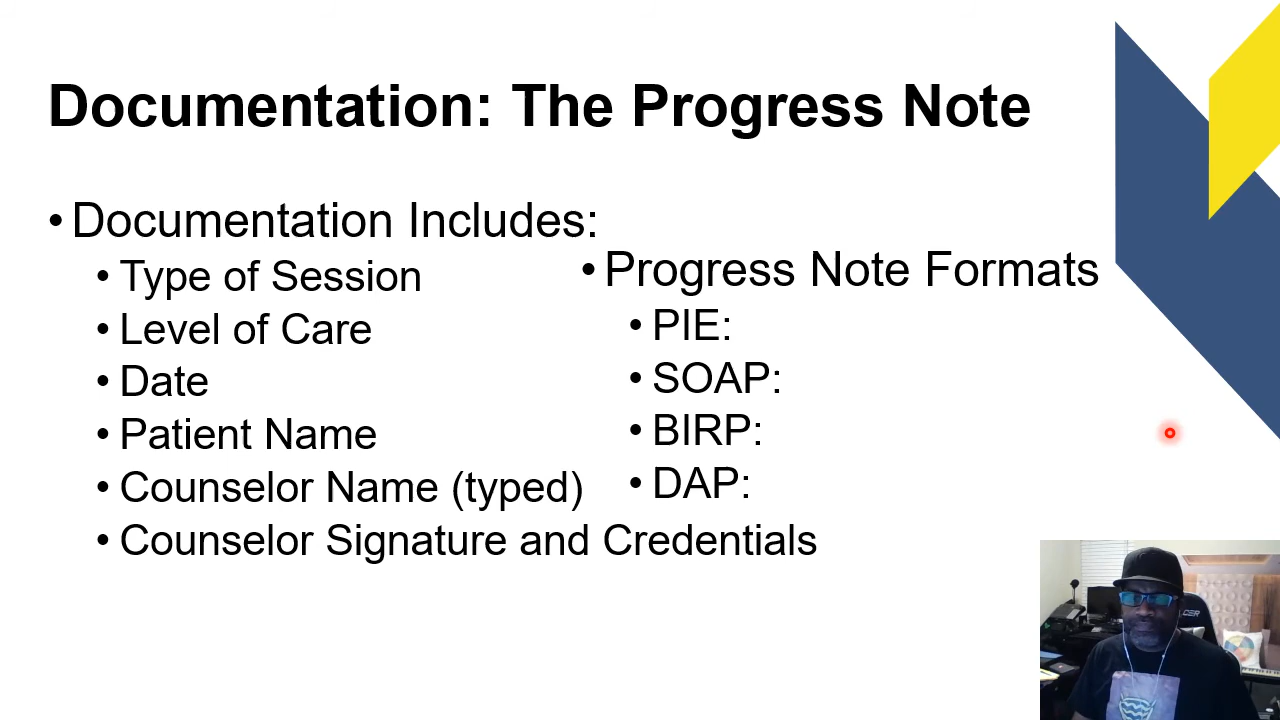 Documentation: The Progress Note
• Documentation Includes:
• Type of Session
• Level of Care
• Date
• Patient Name
• Counselor Name (typed)
• Counselor Signature and Credentials
• Progress Note Formats
• PIE:
• SOAP:
• BIRP:
• DAP: